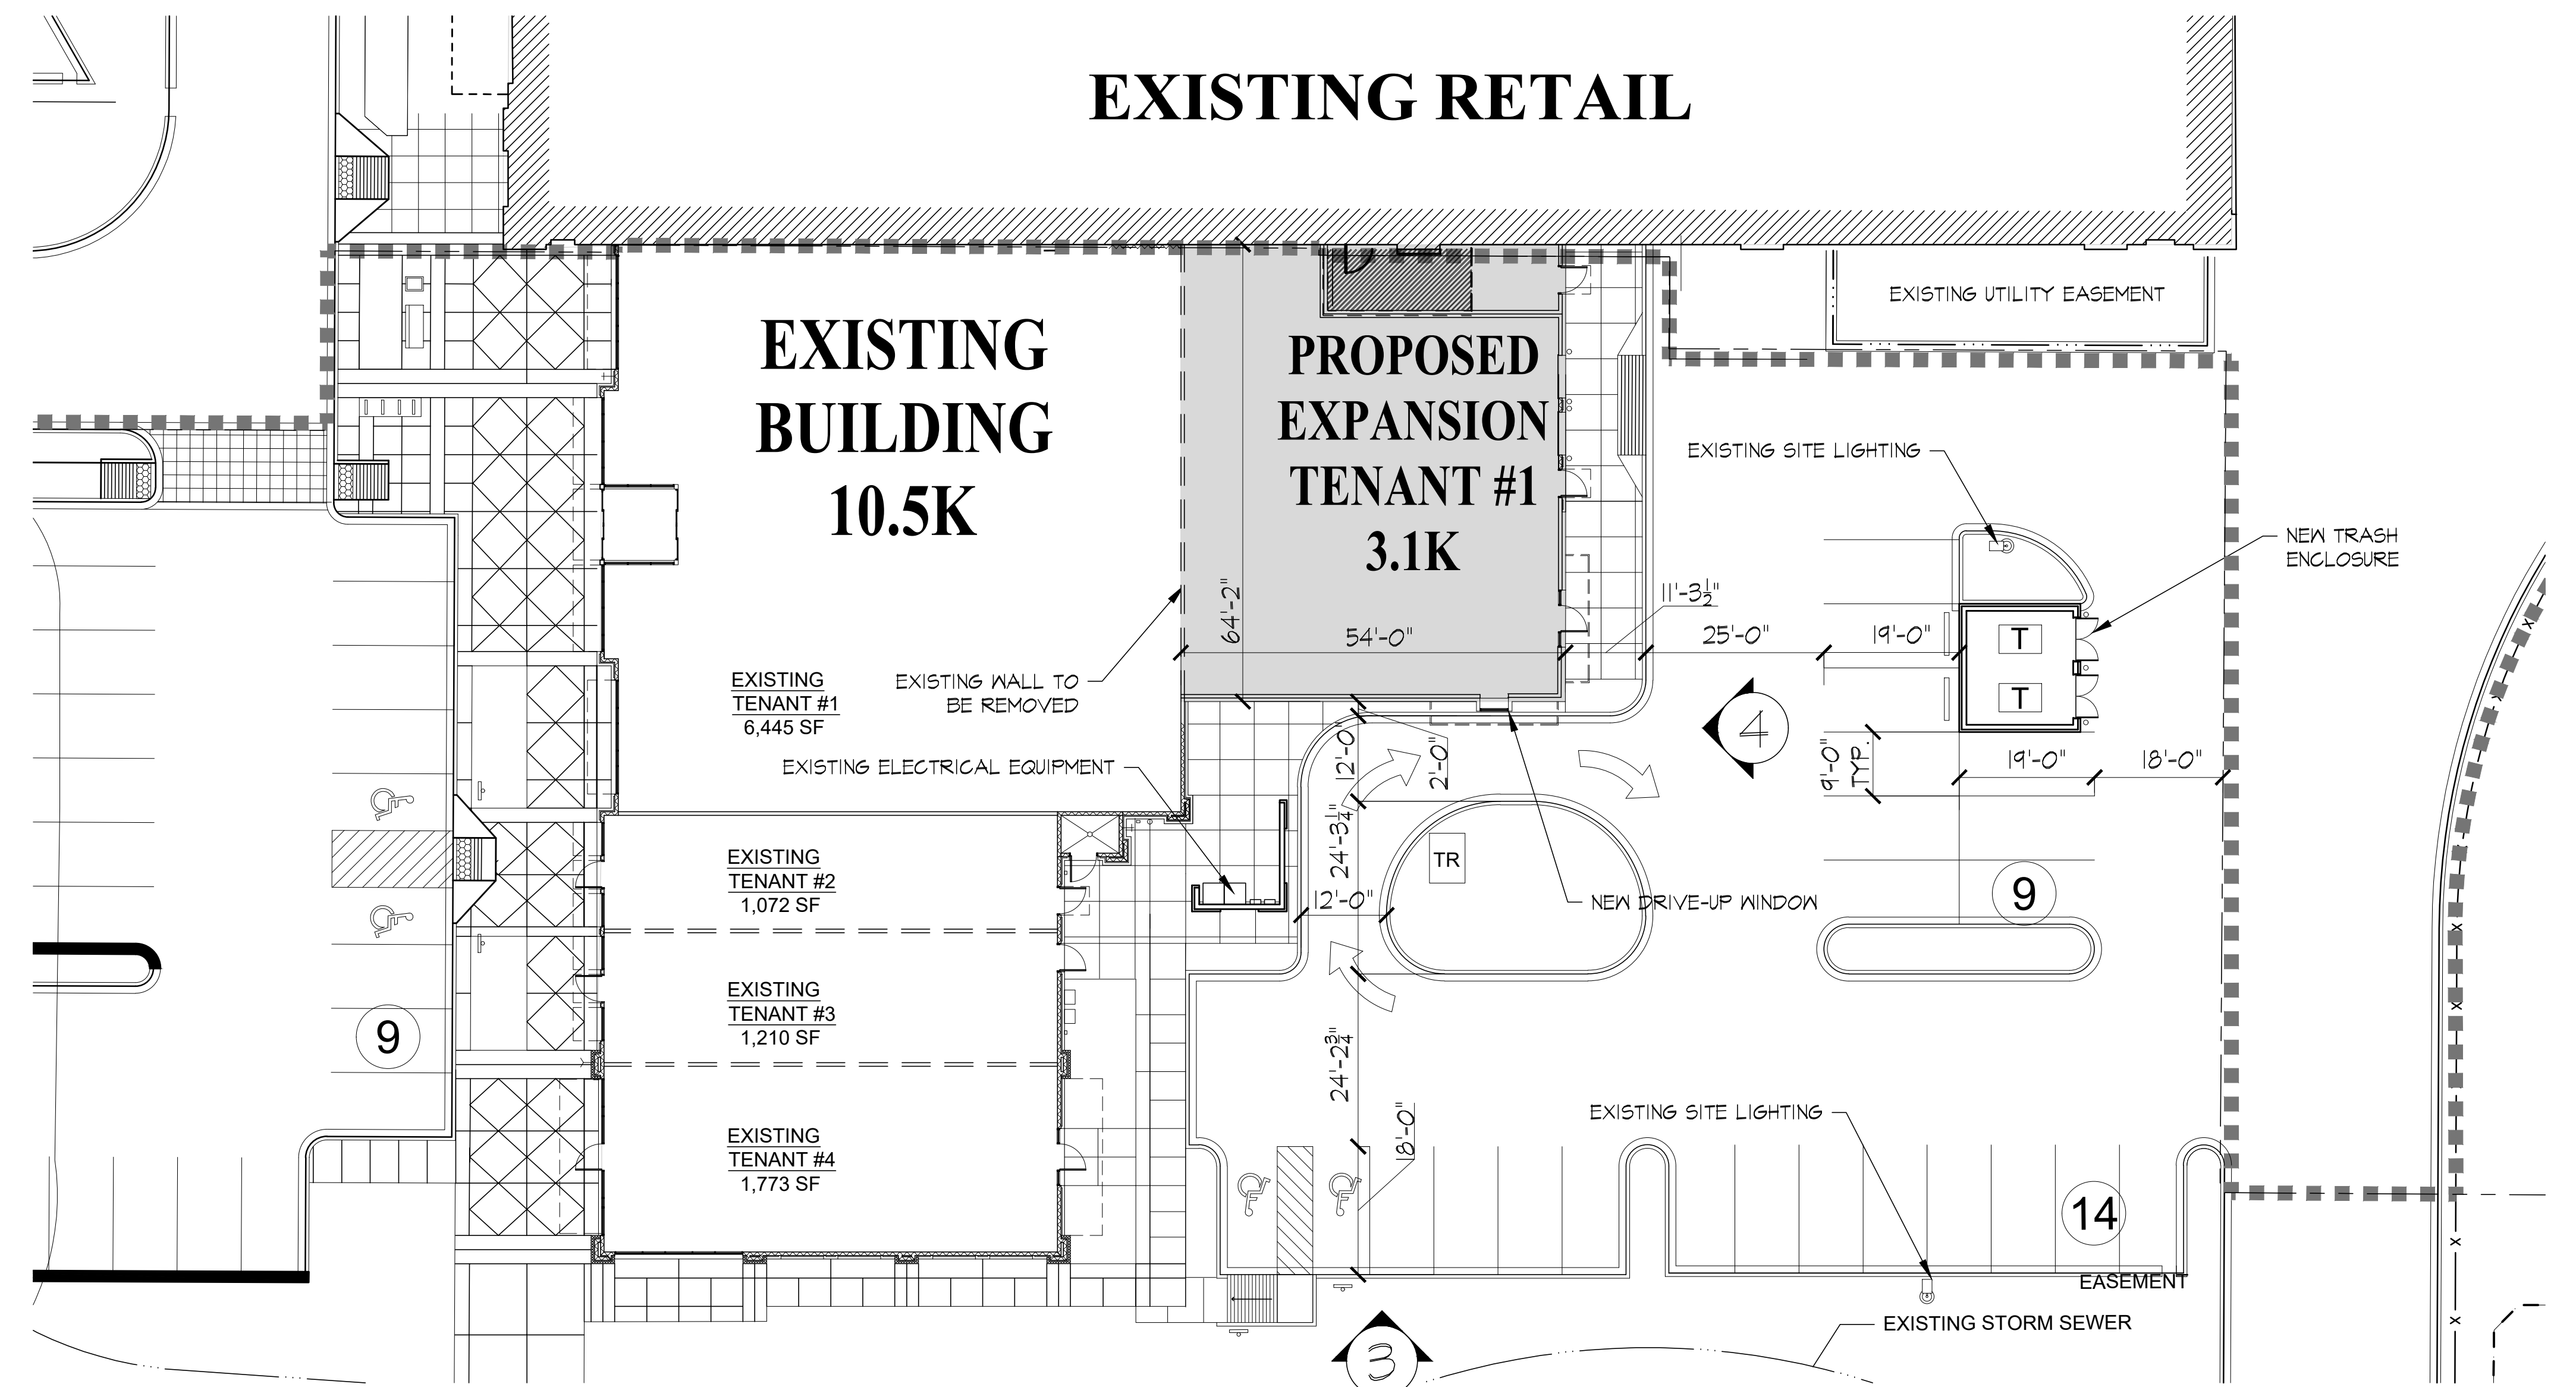 EXISTING RETAIL
EXISTING UTILITY EASEMENT
EXISTING
BUILDING
10.5K
PROPOSED
EXPANSION
TENANT #1
3.1K
EXISTING SITE LIGHTING
NEW TRASH
ENCLOSURE
64'-2"
54'-0"
11'-3½"
25'-0"
19'-0"
T
T
EXISTING
TENANT #1
6,445 SF
EXISTING WALL TO
BE REMOVED
4
EXISTING ELECTRICAL EQUIPMENT
12'-0"
2'-0"
9'-0"
TYP.
19'-0"
18'-0"
24'-3¼"
TR
EXISTING
TENANT #2
1,072 SF
12'-0"
NEW DRIVE-UP WINDOW
9
EXISTING
TENANT #3
1,210 SF
9
24'-2¾"
18'-0"
EXISTING SITE LIGHTING
EXISTING
TENANT #4
1,773 SF
14
EASEMENT
EXISTING STORM SEWER
3
x
x
x
x
x
x